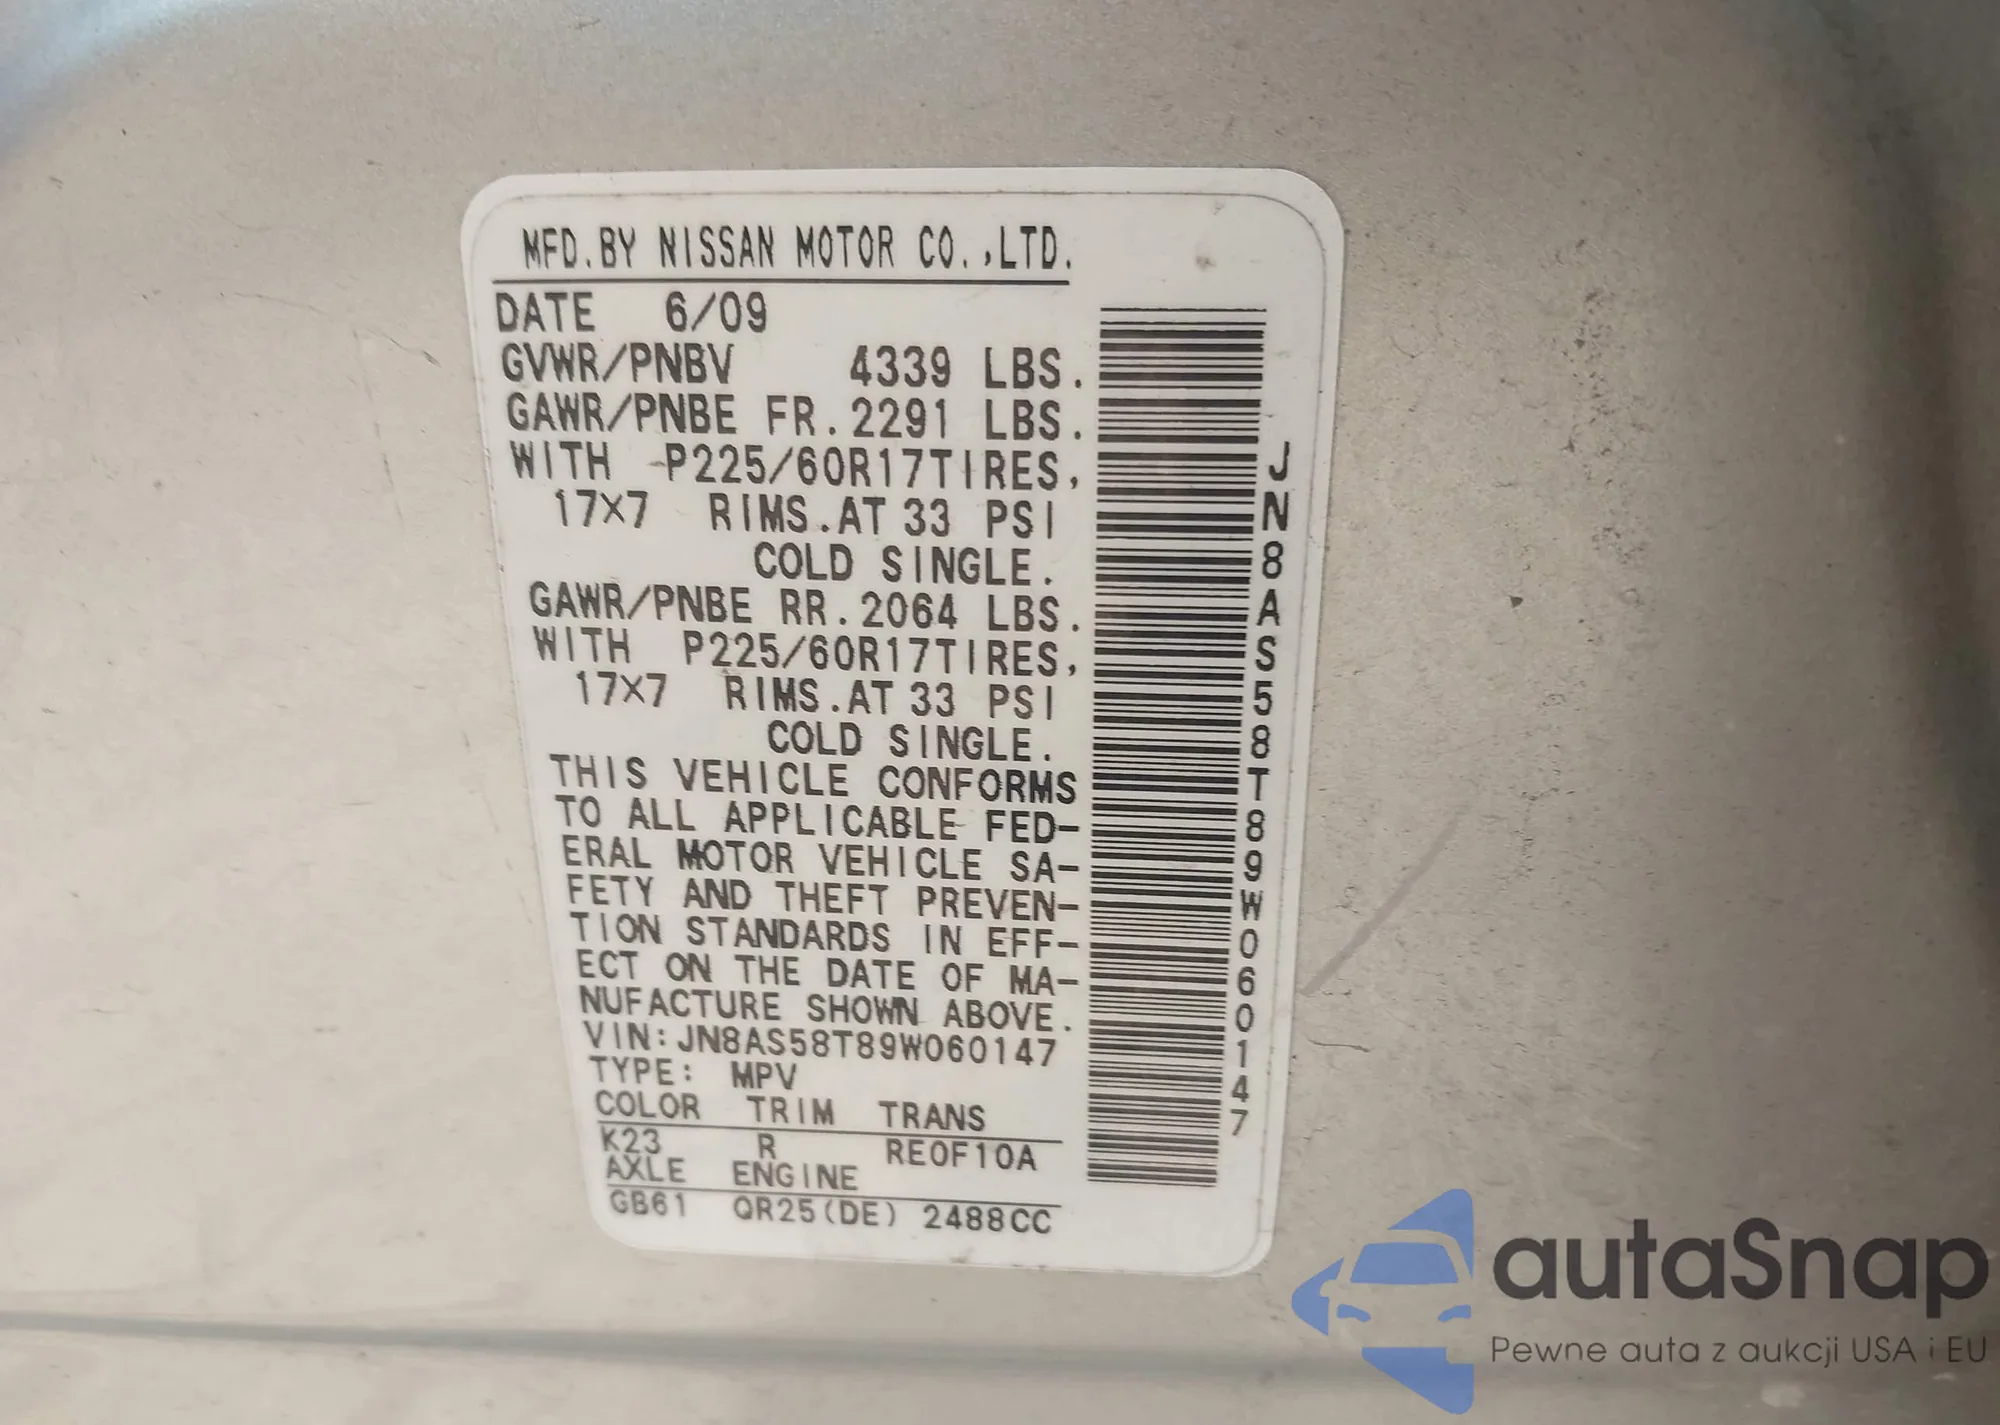 MFD.BY NISSAN MOTOR CO.,LTD.
DATE 6/09
GVWR/PNBV 4339 LBS.
GAWR/PNBE FR.2291 LBS.
WITH P225/60R17TIRES,
17X7 RIMS.AT 33 PSI
COLD SINGLE.
GAWR/PNBE RR.2064 LBS.
WITH P225/60R17TIRES,
17X7 RIMS.AT 33 PSI
COLD SINGLE.
THIS VEHICLE CONFORMS
TO ALL APPLICABLE FED-
ERAL MOTOR VEHICLE SA-
FETY AND THEFT PREVEN-
TION STANDARDS IN EFF-
ECT ON THE DATE OF MA-
NUFACTURE SHOWN ABOVE.
VIN:JN8AS58T89W060147
TYPE: MPV
COLOR TRIM TRANS
K23 R RE0F10A
AXLE ENGINE
GB61 QR25(DE) 2488CC
JN8AS58T89W060147
autaSnap
Pewne auta z aukcji USA i EU